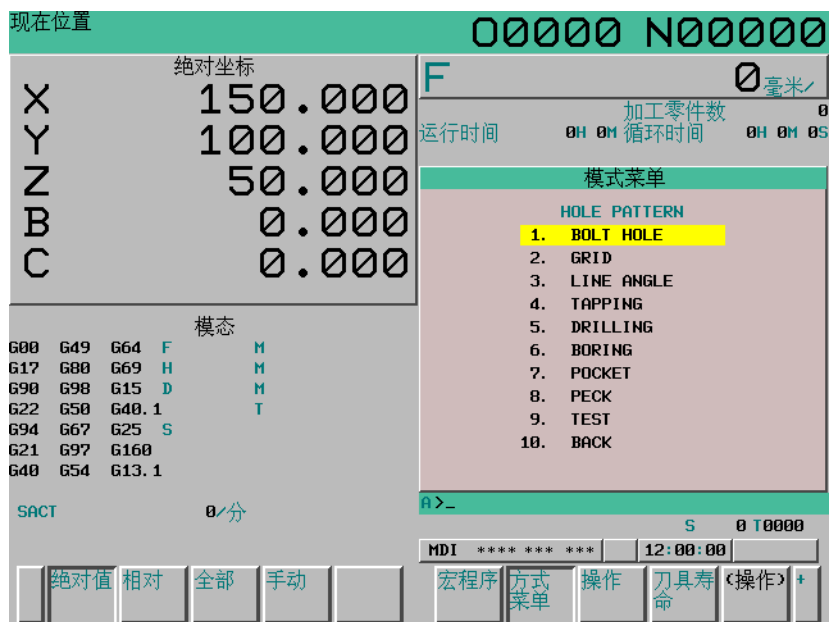 现在位置
O0000 N00000
绝对坐标
X 150.000
Y 100.000
Z 50.000
B 0.000
C 0.000
F 0毫米/
加工零件数 0
运行时间 0H 0M 循环时间 0H 0M 0S
模式菜单
HOLE PATTERN
1. BOLT HOLE
2. GRID
3. LINE ANGLE
4. TAPPING
5. DRILLING
6. BORING
7. POCKET
8. PECK
9. TEST
10. BACK
模态
G00 G49 G64 F M
G17 G80 G69 H M
G90 G98 G15 D M
G22 G50 G40.1 T
G94 G67 G25 S
G21 G97 G160
G40 G54 G13.1
SACT 0/分
A>_
S 0 T0000
MDI **** *** *** 12:00:00
绝对值 相对 全部 手动
宏程序 方式菜单 操作 刀具寿命 (操作) +